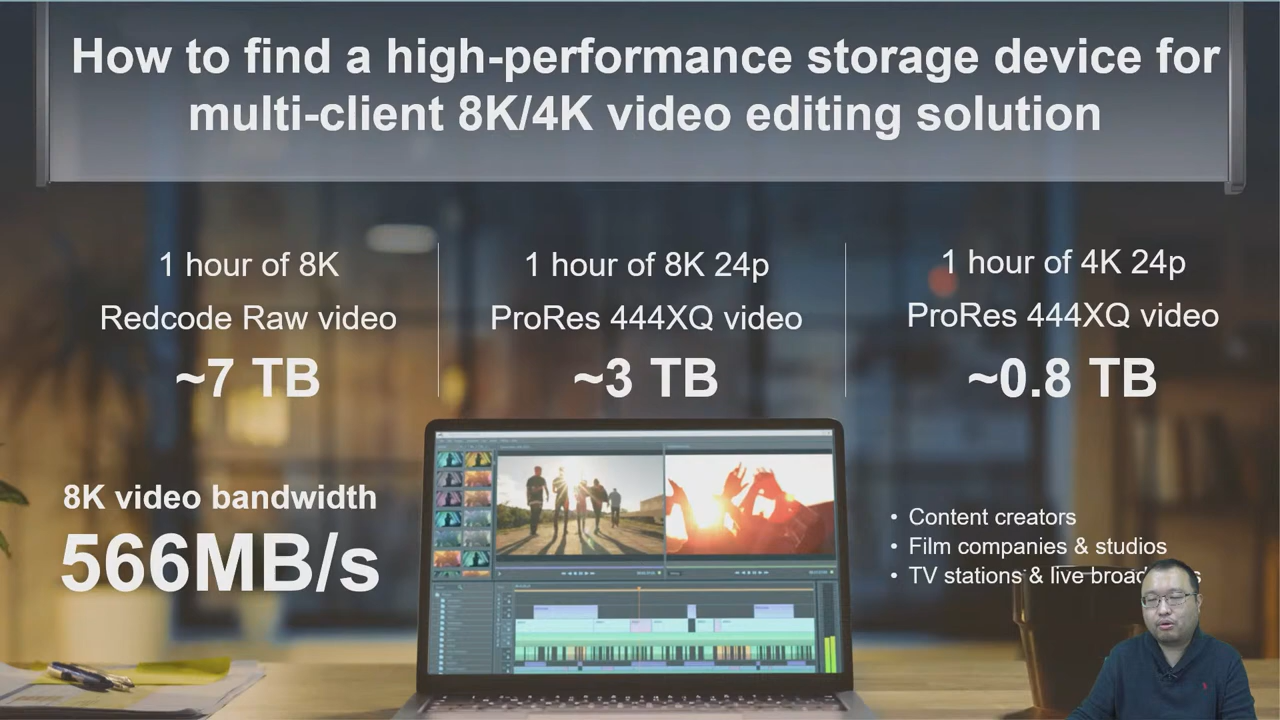 How to find a high-performance storage device for
multi-client 8K/4K video editing solution
1 hour of 8K
Redcode Raw video
~7 TB
1 hour of 8K 24p
ProRes 444XQ video
~3 TB
1 hour of 4K 24p
ProRes 444XQ video
~0.8 TB
8K video bandwidth
566MB/s
• Content creators
• Film companies & studios
• TV stations & live